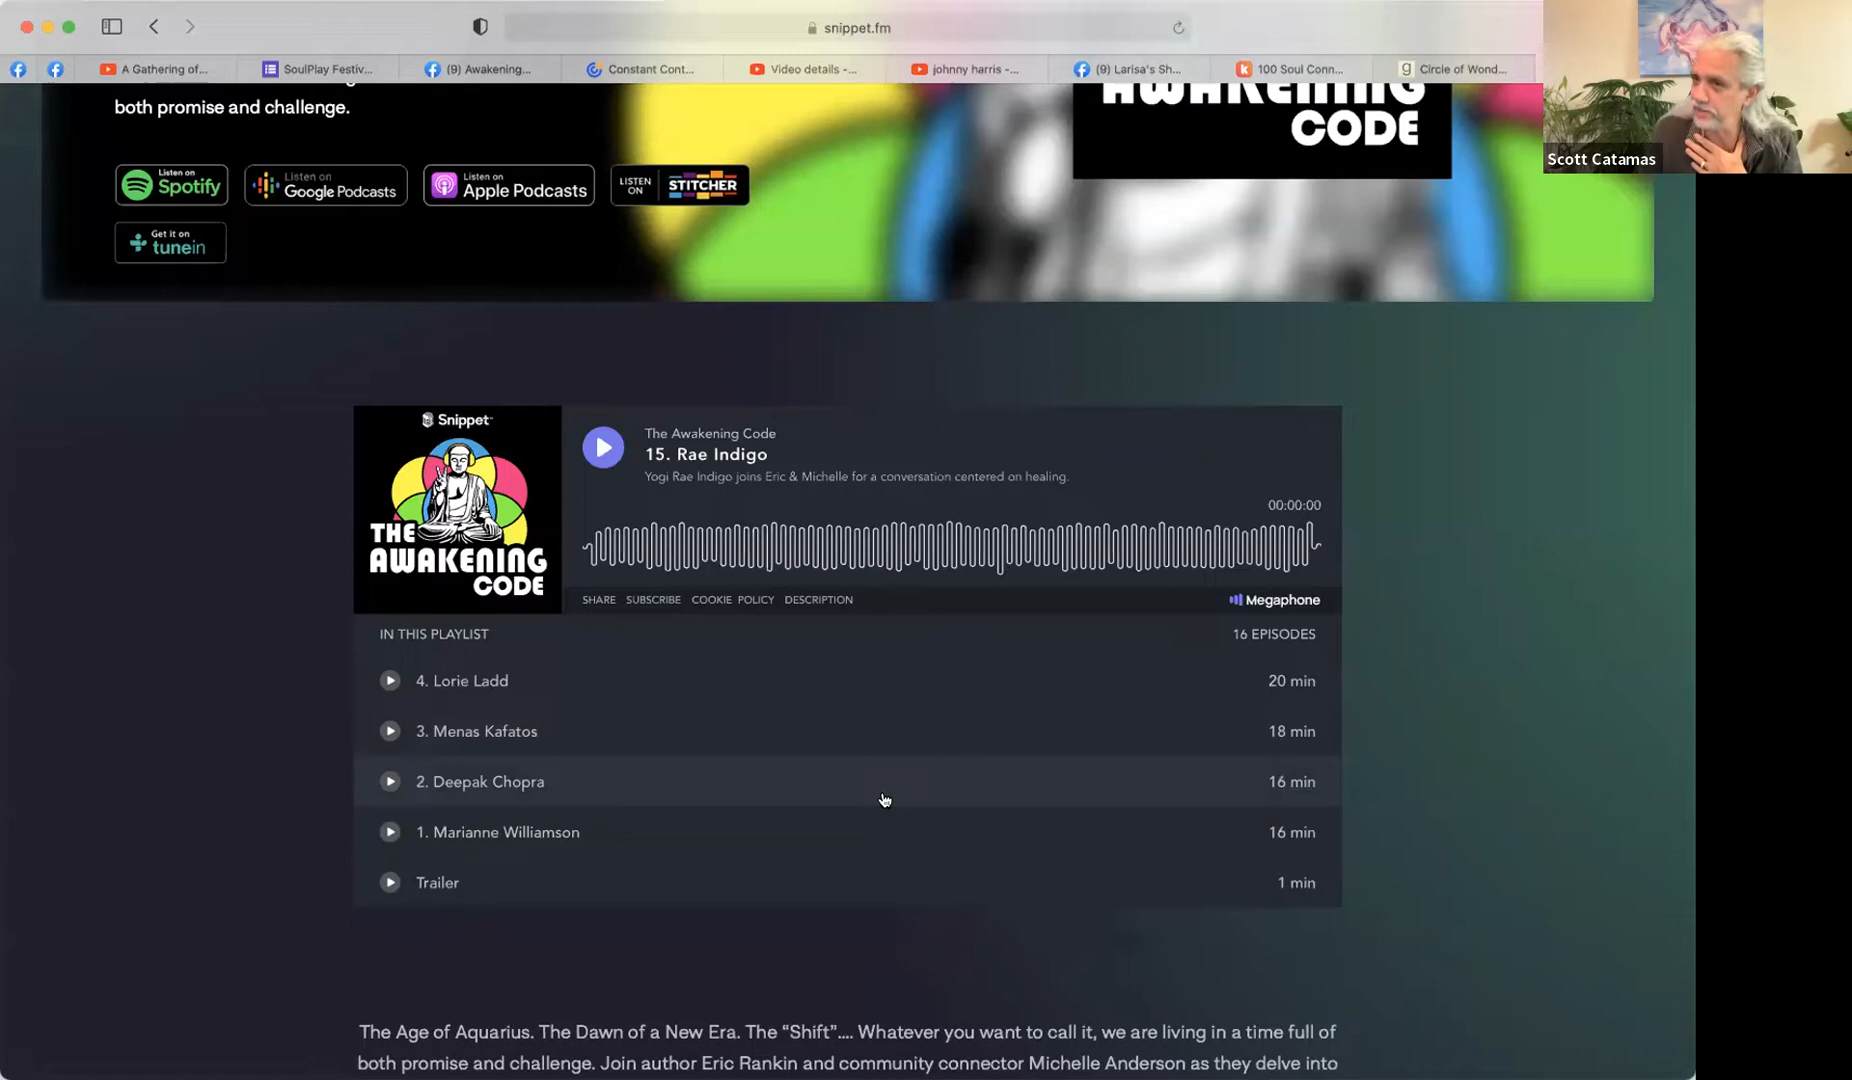 snippet.fm
A Gathering of...
SoulPlay Festiv...
(9) Awakening...
Constant Cont...
Video details -...
johnny harris -...
(9) Larisa's Sh...
100 Soul Conn...
Circle of Wond...
Scott Catamas
both promise and challenge.
AWAKENING
CODE
Listen on
Spotify
Listen on
Google Podcasts
Listen on
Apple Podcasts
LISTEN
ON
STITCHER
Get it on
tunein
Snippet
THE
AWAKENING
CODE
The Awakening Code
15. Rae Indigo
Yogi Rae Indigo joins Eric & Michelle for a conversation centered on healing.
00:00:00
SHARE SUBSCRIBE COOKIE POLICY DESCRIPTION
Megaphone
IN THIS PLAYLIST 16 EPISODES
4. Lorie Ladd 20 min
3. Menas Kafatos 18 min
2. Deepak Chopra 16 min
1. Marianne Williamson 16 min
Trailer 1 min
The Age of Aquarius. The Dawn of a New Era. The “Shift”.... Whatever you want to call it, we are living in a time full of
both promise and challenge. Join author Eric Rankin and community connector Michelle Anderson as they delve into